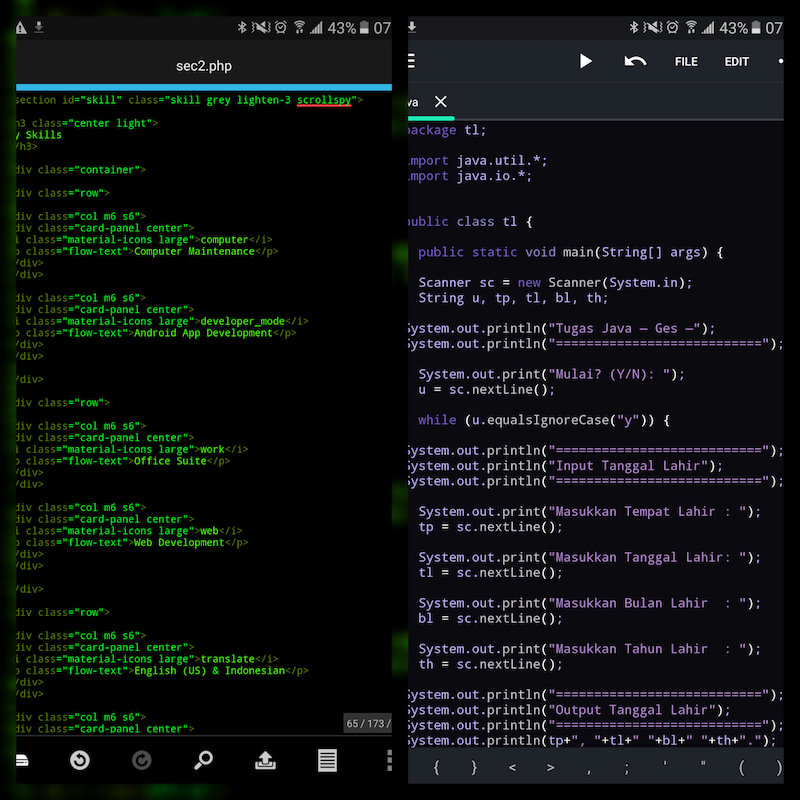 43% 07
sec2.php
section id="skill" class="skill grey lighten-3 scrollspy">
h3 class="center light">
y Skills
/h3>
div class="container">
div class="row">
div class="col m6 s6">
div class="card-panel center">
i class="material-icons large">computer</i>
p class="flow-text">Computer Maintenance</p>
/div>
/div>
div class="col m6 s6">
div class="card-panel center">
i class="material-icons large">developer_mode</i>
p class="flow-text">Android App Development</p>
/div>
/div>
/div>
div class="row">
div class="col m6 s6">
div class="card-panel center">
i class="material-icons large">work</i>
p class="flow-text">Office Suite</p>
/div>
/div>
div class="col m6 s6">
div class="card-panel center">
i class="material-icons large">web</i>
p class="flow-text">Web Development</p>
/div>
/div>
/div>
div class="row">
div class="col m6 s6">
div class="card-panel center">
i class="material-icons large">translate</i>
p class="flow-text">English (US) & Indonesian</p>
/div>
/div>
div class="col m6 s6">
div class="card-panel center">
65 / 173 /
43% 07
FILE EDIT
va
package tl;
import java.util.*;
import java.io.*;
public class tl {
public static void main(String[] args) {
Scanner sc = new Scanner(System.in);
String u, tp, tl, bl, th;
System.out.println("Tugas Java – Ges –");
System.out.println("===========================");
System.out.print("Mulai? (Y/N): ");
u = sc.nextLine();
while (u.equalsIgnoreCase("y")) {
System.out.println("===========================");
System.out.println("Input Tanggal Lahir");
System.out.println("===========================");
System.out.print("Masukkan Tempat Lahir : ");
tp = sc.nextLine();
System.out.print("Masukkan Tanggal Lahir: ");
tl = sc.nextLine();
System.out.print("Masukkan Bulan Lahir  : ");
bl = sc.nextLine();
System.out.print("Masukkan Tahun Lahir  : ");
th = sc.nextLine();
System.out.println("===========================");
System.out.println("Output Tanggal Lahir");
System.out.println("===========================");
System.out.println(tp+", "+tl+" "+bl+" "+th+".");
{ } < > , ; ' " ( )